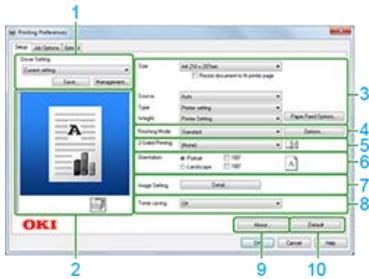 1
Printing Preferences
Setup Job Options
Driver Setting
Current setting
Save... Management...
A
OKI
2
Size A4 210 x 297mm
Resize document to fit printer page
Source Auto
Type Printer setting
Weight Printer Setting Paper Feed Options...
3
Finishing Mode Standard Options...
4
2-Sided Printing (None)
5
Orientation Portrait 180°
Landscape 180°
A
6
Image Setting Detail...
7
Toner saving Off
8
About... Default
OK Cancel Help
9 10